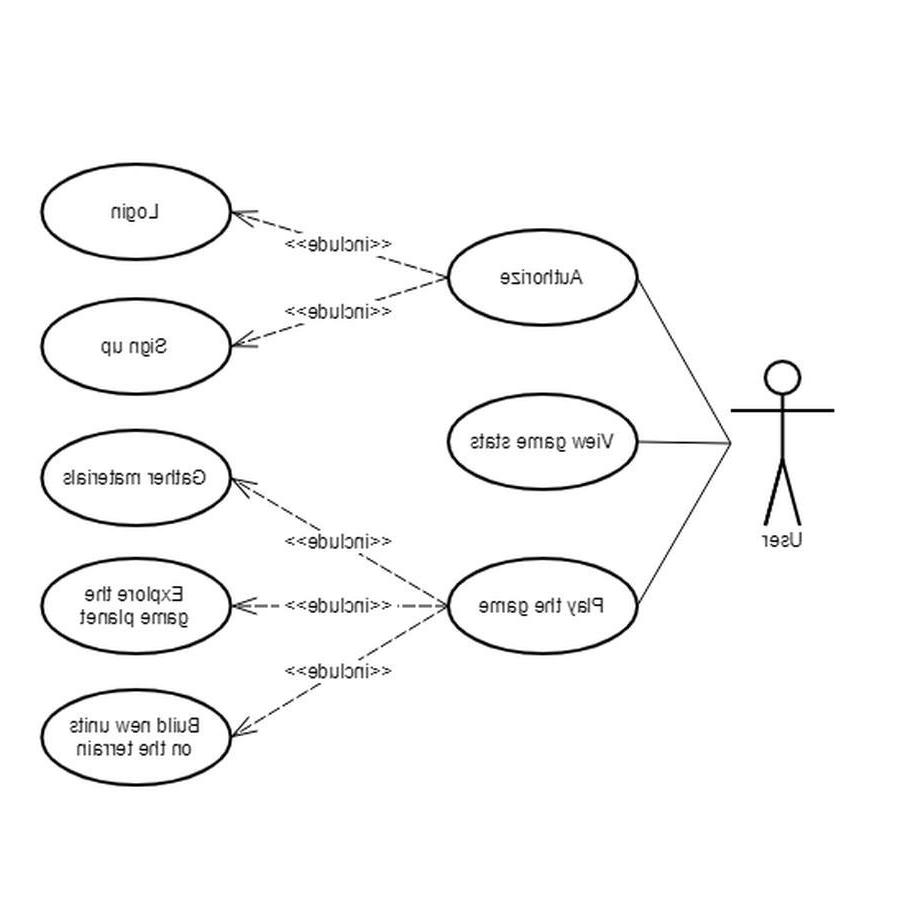 Login
<<include>>
Authorize
<<include>>
Sign up
View game stats
Gather materials
User
<<include>>
Explore the
game planet
<<include>>
Play the game
<<include>>
Build new units
on the terrain